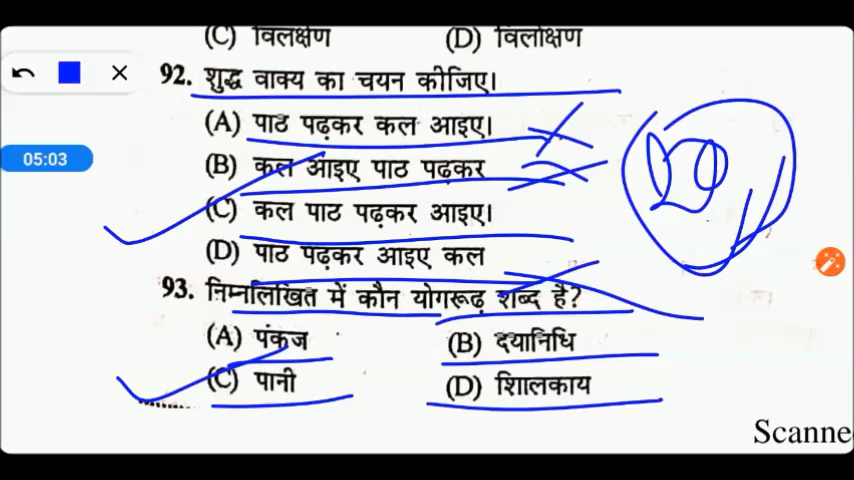 (C) विलक्षण (D) विलोक्षण
92. शुद्ध वाक्य का चयन कीजिए।
(A) पाठ पढ़कर कल आइए।
05:03
(B) कल आइए पाठ पढ़कर
(C) कल पाठ पढ़कर आइए।
(D) पाठ पढ़कर आइए कल
93. निम्नलिखित में कौन योगरूढ़ शब्द है?
(A) पंकज (B) दयानिधि
(C) पानी (D) शिालकाय
Scanne